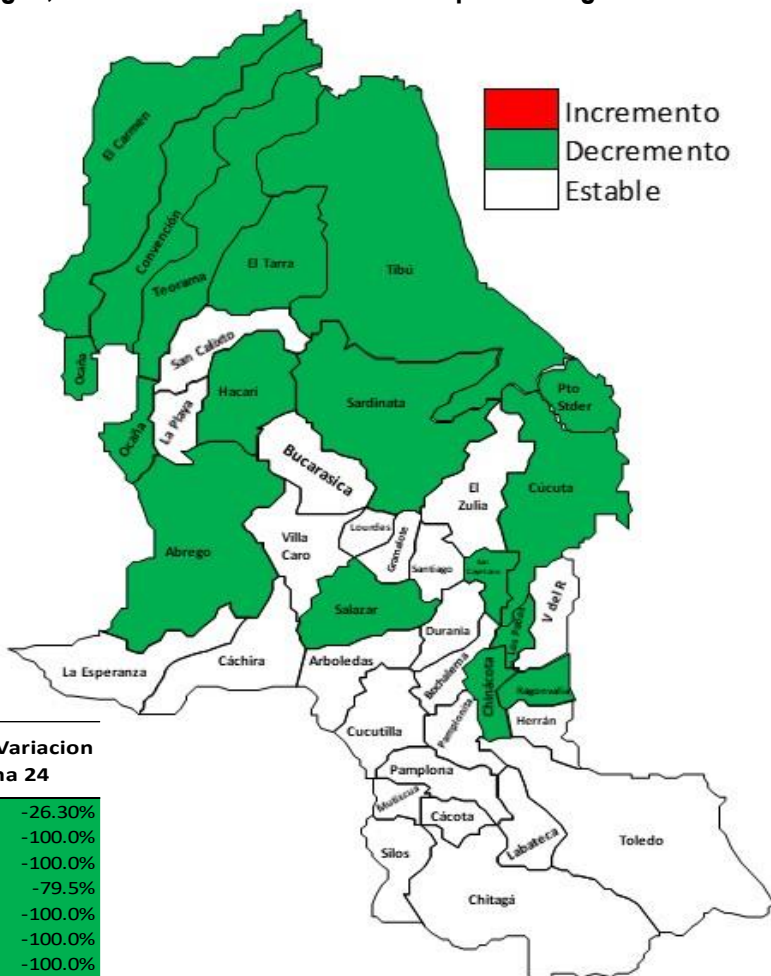 Incremento
Decremento
Estable
El Carmen
Convención
Teorama
El Tarra
Tibú
San Calixto
Ocaña
Hacarí
La Playa
Sardinata
Pto
Stder
Ocaña
Bucarasica
El
Zulia
Cúcuta
Abrego
Villa
Caro
Lourdes
Gramalote
Santiago
V del R
Salazar
Durania
Los Patios
La Esperanza
Cáchira
Arboledas
Bochalema
Chinácota
Ragonvalia
Herrán
Cucutilla
Pamplonita
Pamplona
Mutiscua
Cácota
Labateca
Toledo
Silos
Chitagá
Variacion
na 24
-26.30%
-100.0%
-100.0%
-79.5%
-100.0%
-100.0%
-100.0%